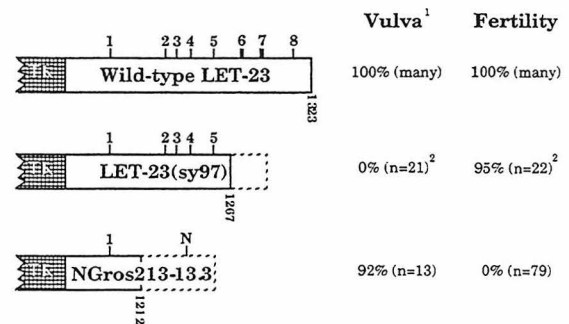 Vulva1 Fertility
1 2 3 4 5 6 7 8
TK Wild-type LET-23 100% (many) 100% (many)
1323
1 2 3 4 5
TK LET-23(sy97) 0% (n=21)2 95% (n=22)2
1267
1 N
TK NGros213-13.3 92% (n=13) 0% (n=79)
1212